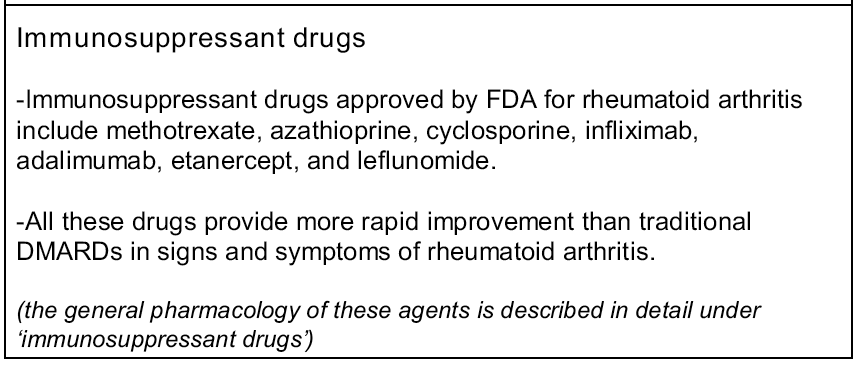 Immunosuppressant drugs
-Immunosuppressant drugs approved by FDA for rheumatoid arthritis
include methotrexate, azathioprine, cyclosporine, infliximab,
adalimumab, etanercept, and leflunomide.
-All these drugs provide more rapid improvement than traditional
DMARDs in signs and symptoms of rheumatoid arthritis.
(the general pharmacology of these agents is described in detail under
‘immunosuppressant drugs’)